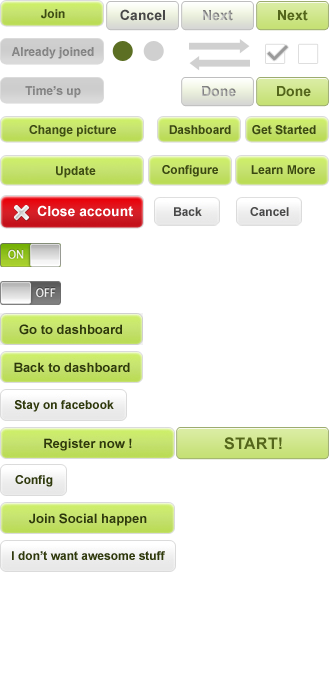 Join
Cancel
Next
Next
Already joined
Time's up
Done
Done
Change picture
Dashboard
Get Started
Update
Configure
Learn More
Close account
Back
Cancel
ON
OFF
Go to dashboard
Back to dashboard
Stay on facebook
Register now !
START!
Config
Join Social happen
I don't want awesome stuff